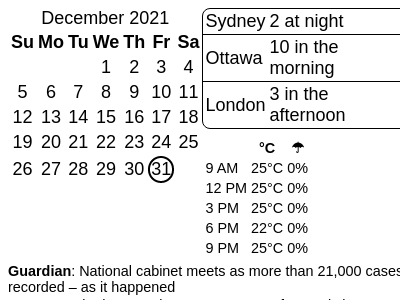 December 2021
Su Mo Tu We Th Fr Sa
1 2 3 4
5 6 7 8 9 10 11
12 13 14 15 16 17 18
19 20 21 22 23 24 25
26 27 28 29 30 31
Sydney 2 at night
Ottawa 10 in the
morning
London 3 in the
afternoon
°C ☂
9 AM 25°C 0%
12 PM 25°C 0%
3 PM 25°C 0%
6 PM 22°C 0%
9 PM 25°C 0%
Guardian: National cabinet meets as more than 21,000 cases
recorded – as it happened